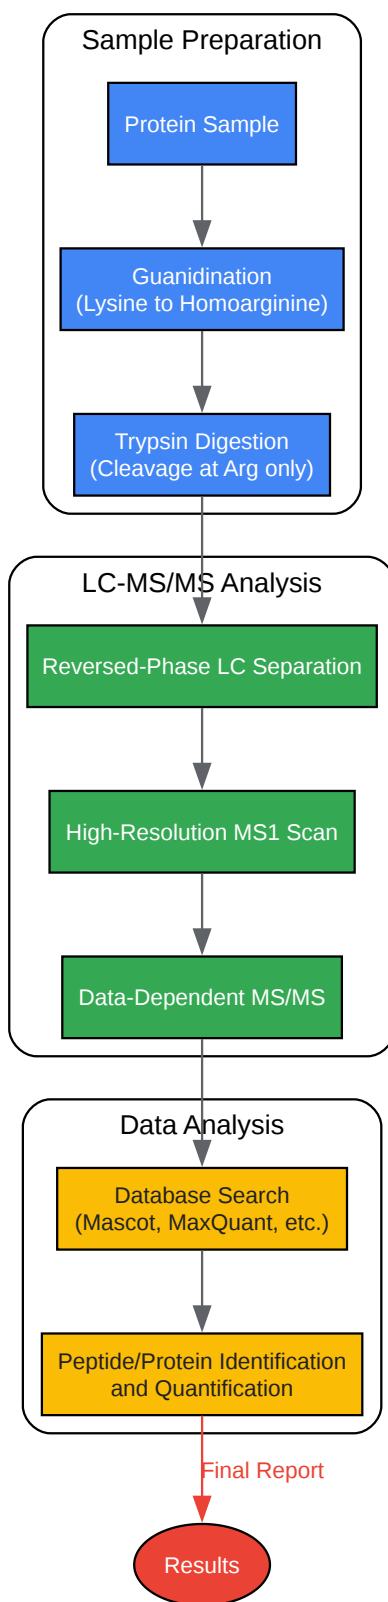 Sample Preparation
Protein Sample
Guanidination
(Lysine to Homoarginine)
Trypsin Digestion
(Cleavage at Arg only)
LC-MS/MS Analysis
Reversed-Phase LC Separation
High-Resolution MS1 Scan
Data-Dependent MS/MS
Data Analysis
Database Search
(Mascot, MaxQuant, etc.)
Peptide/Protein Identification
and Quantification
Final Report
Results